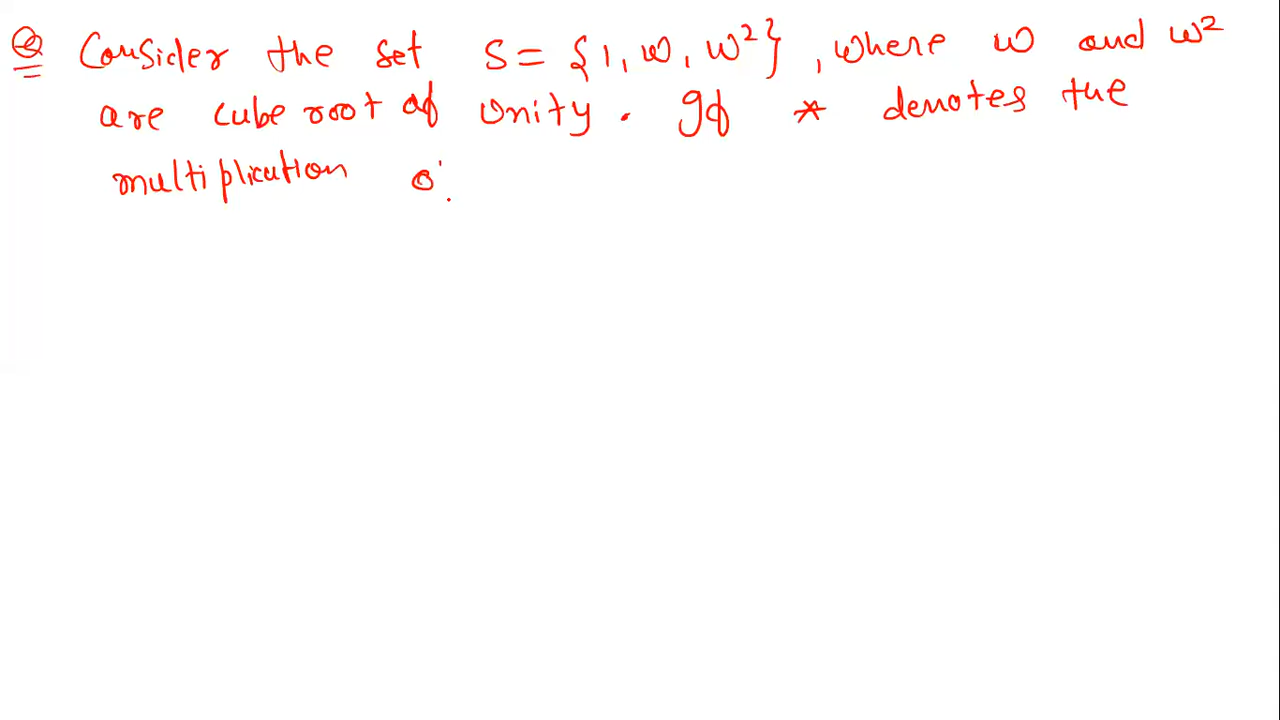 Q Consider the set S = {1, ω, ω²}, where ω and ω²
are cube root of unity. If * denotes the
multiplication